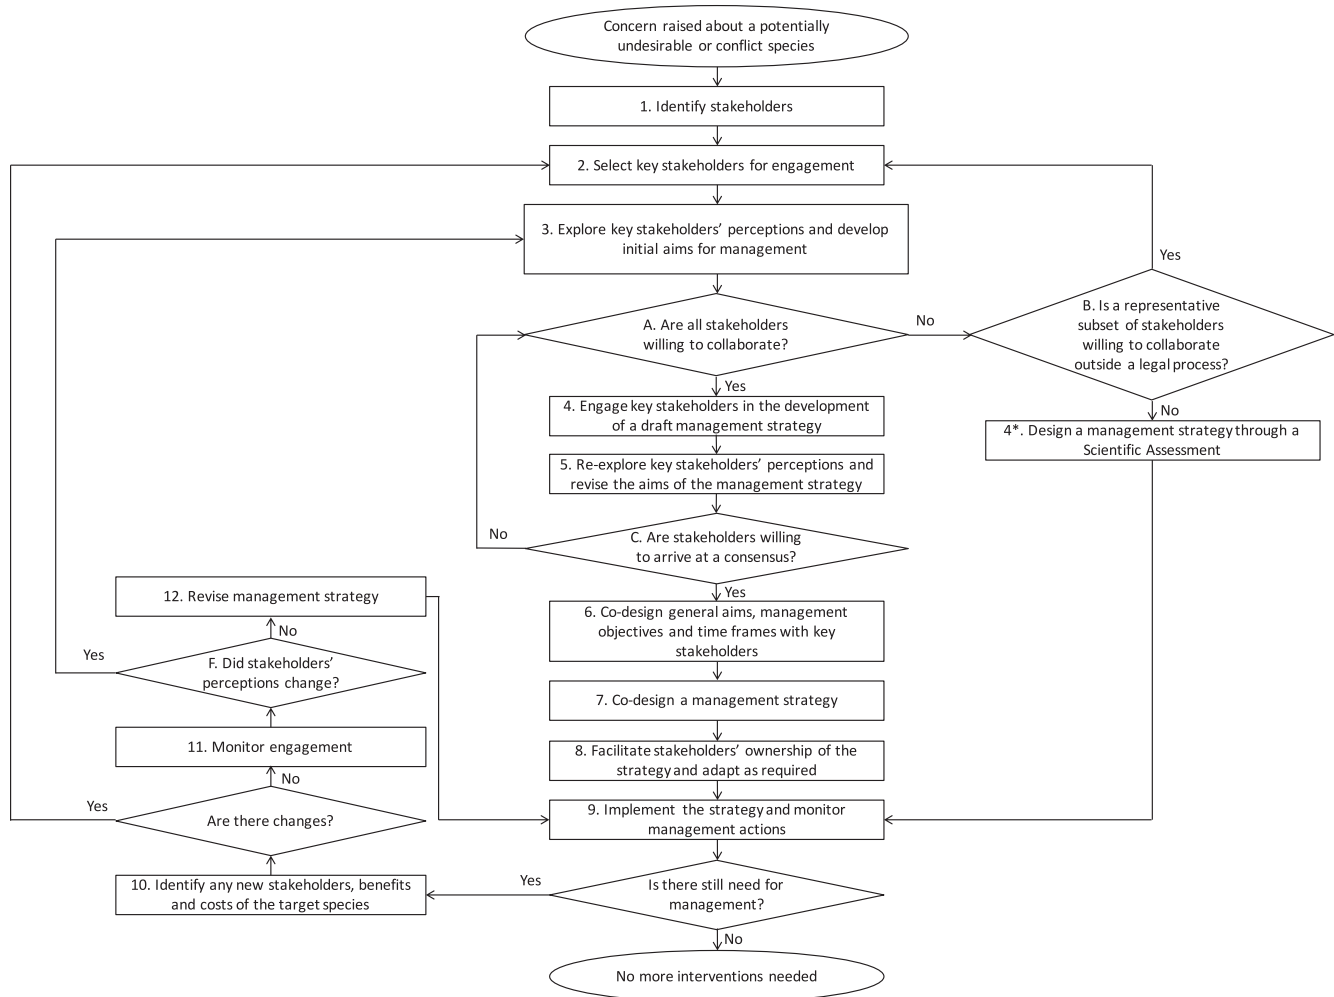 Concern raised about a potentially
undesirable or conflict species
1. Identify stakeholders
2. Select key stakeholders for engagement
3. Explore key stakeholders' perceptions and develop
initial aims for management
Yes
A. Are all stakeholders
willing to collaborate?
No
B. Is a representative
subset of stakeholders
willing to collaborate
outside a legal process?
Yes
No
4. Engage key stakeholders in the development
of a draft management strategy
4*. Design a management strategy through a
Scientific Assessment
5. Re-explore key stakeholders' perceptions and
revise the aims of the management strategy
No
C. Are stakeholders willing
to arrive at a consensus?
Yes
12. Revise management strategy
6. Co-design general aims, management
objectives and time frames with key
stakeholders
No
Yes
F. Did stakeholders'
perceptions change?
7. Co-design a management strategy
11. Monitor engagement
8. Facilitate stakeholders' ownership of the
strategy and adapt as required
No
Yes
Are there changes?
9. Implement the strategy and monitor
management actions
10. Identify any new stakeholders, benefits
and costs of the target species
Yes
Is there still need for
management?
No
No more interventions needed